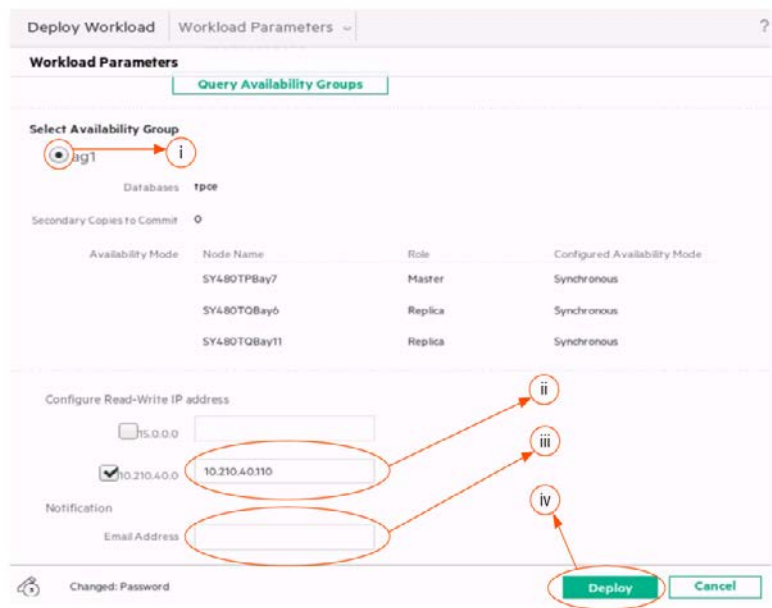 Deploy Workload Workload Parameters ?
Workload Parameters
Query Availability Groups
Select Availability Group
ag1 i
Databases tpce
Secondary Copies to Commit 0
Availability Mode Node Name Role Configured Availability Mode
SY480TPBay7 Master Synchronous
SY480TQBay6 Replica Synchronous
SY480TQBay11 Replica Synchronous
ii
Configure Read-Write IP address
15.0.0.0
iii
10.210.40.0 10.210.40.110
Notification
iv
Email Address
Changed: Password Deploy Cancel